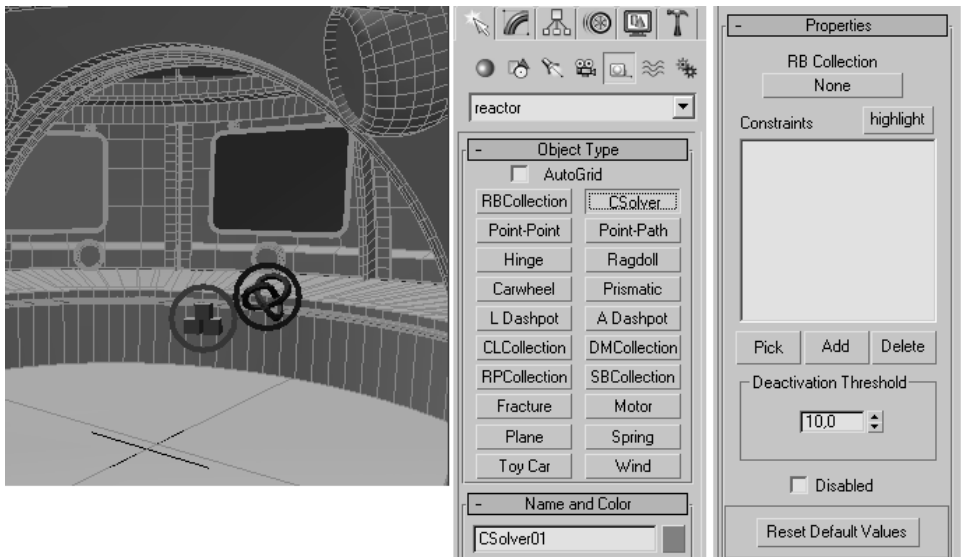 reactor
- Object Type
AutoGrid
RBCollection CSolver
Point-Point Point-Path
Hinge Ragdoll
Carwheel Prismatic
L Dashpot A Dashpot
CLCollection DMCollection
RPCollection SBCollection
Fracture Motor
Plane Spring
Toy Car Wind
- Name and Color
CSolver01
- Properties
RB Collection
None
Constraints highlight
Pick Add Delete
Deactivation Threshold
10,0
Disabled
Reset Default Values